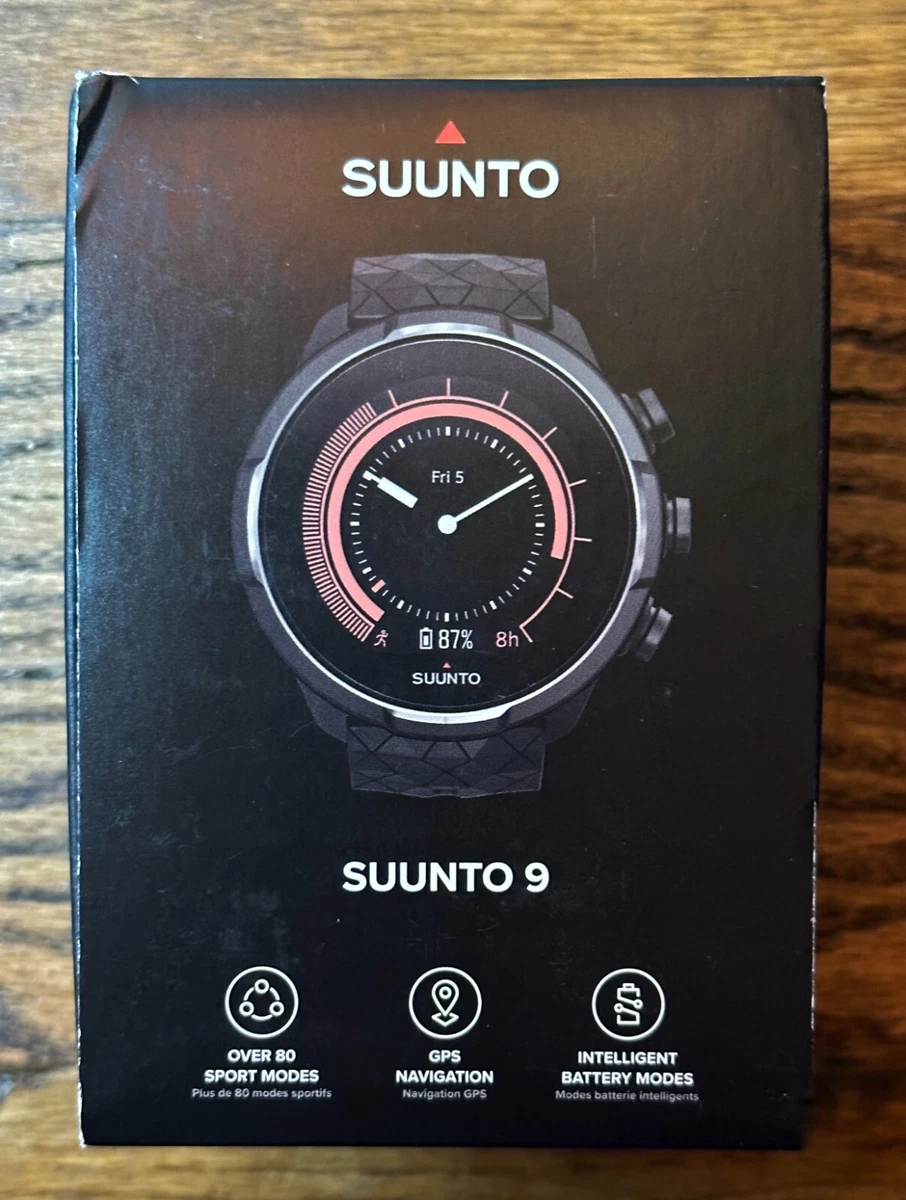 SUUNTO
Fri 5
87%
8h
SUUNTO
SUUNTO 9
OVER 80
SPORT MODES
Plus de 80 modes sportifs
GPS
NAVIGATION
Navigation GPS
INTELLIGENT
BATTERY MODES
Modes batterie intelligents